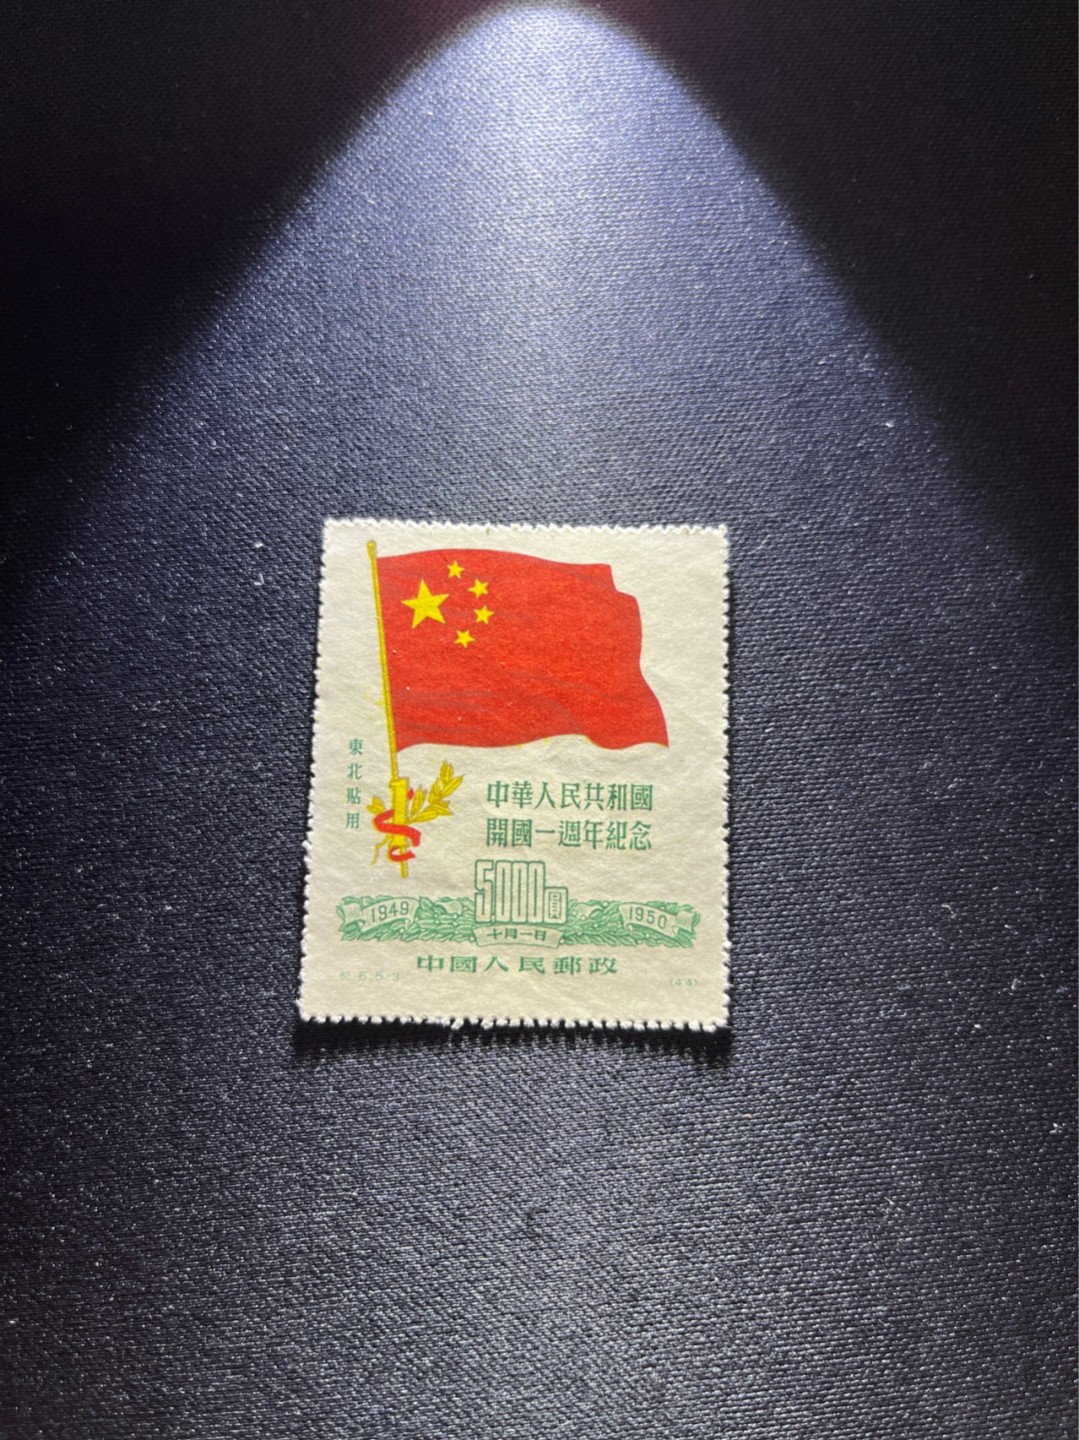 東北貼用
中華人民共和國
開國一週年紀念
5000圓
1949
1950
十月一日
中國人民郵政
紀 6.5-3
(44)